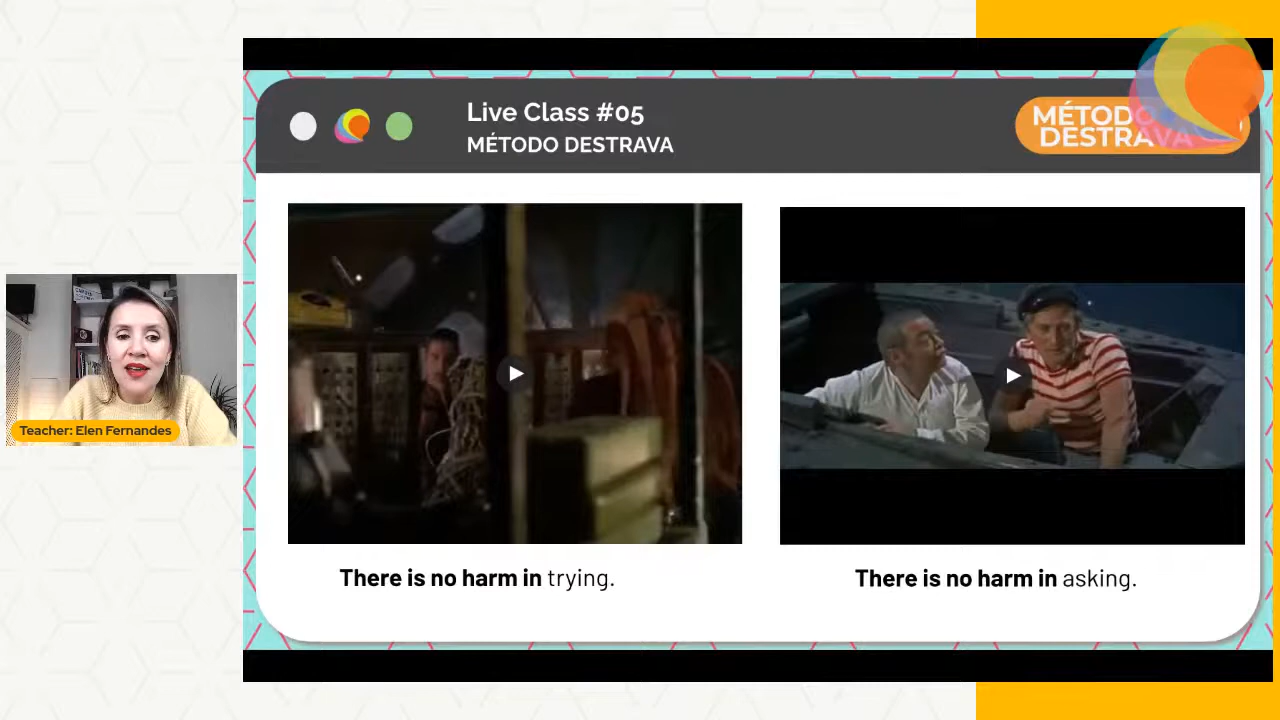 Live Class #05
MÉTODO DESTRAVA
MÉTODO
DESTRAVA
Teacher: Elen Fernandes
There is no harm in trying.
There is no harm in asking.